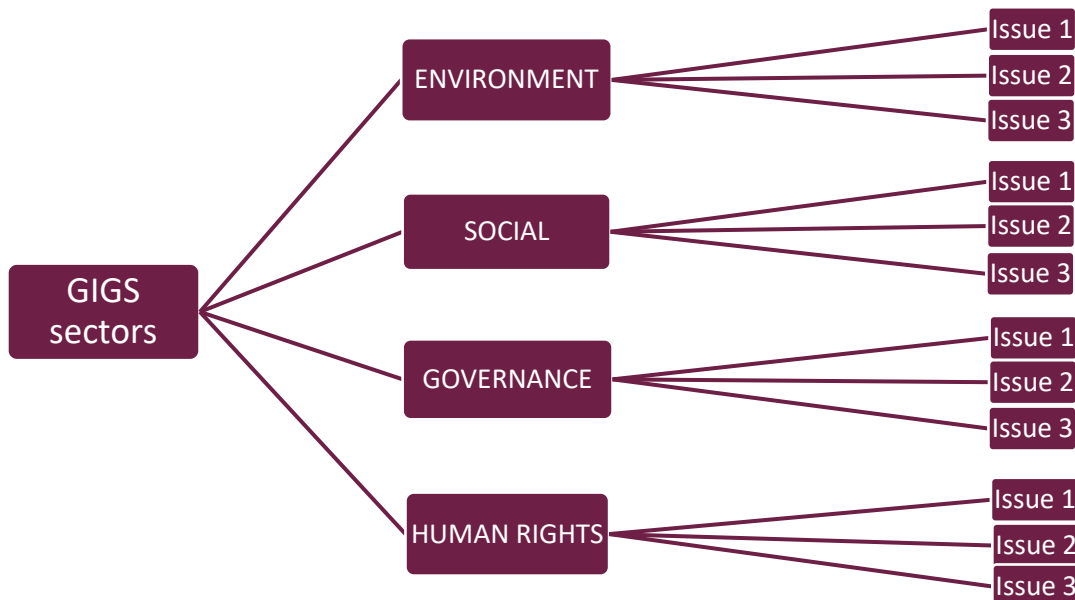 GIGS
sectors
ENVIRONMENT
Issue 1
Issue 2
Issue 3
SOCIAL
Issue 1
Issue 2
Issue 3
GOVERNANCE
Issue 1
Issue 2
Issue 3
HUMAN RIGHTS
Issue 1
Issue 2
Issue 3